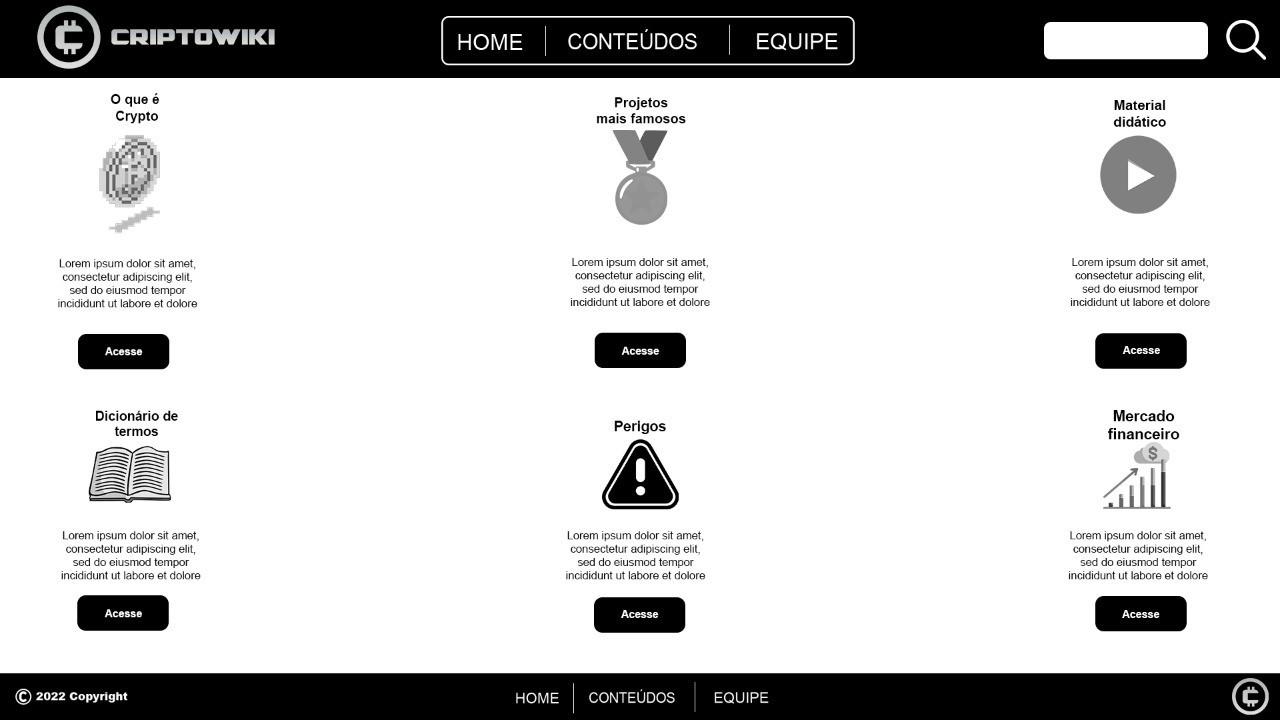 CRIPTOWIKI
HOME
CONTEÚDOS
EQUIPE
O que é
Crypto
Lorem ipsum dolor sit amet,
consectetur adipiscing elit,
sed do eiusmod tempor
incididunt ut labore et dolore
Acesse
Projetos
mais famosos
Lorem ipsum dolor sit amet,
consectetur adipiscing elit,
sed do eiusmod tempor
incididunt ut labore et dolore
Acesse
Material
didático
Lorem ipsum dolor sit amet,
consectetur adipiscing elit,
sed do eiusmod tempor
incididunt ut labore et dolore
Acesse
Dicionário de
termos
Lorem ipsum dolor sit amet,
consectetur adipiscing elit,
sed do eiusmod tempor
incididunt ut labore et dolore
Acesse
Perigos
Lorem ipsum dolor sit amet,
consectetur adipiscing elit,
sed do eiusmod tempor
incididunt ut labore et dolore
Acesse
Mercado
financeiro
$
Lorem ipsum dolor sit amet,
consectetur adipiscing elit,
sed do eiusmod tempor
incididunt ut labore et dolore
Acesse
© 2022 Copyright
HOME
CONTEÚDOS
EQUIPE